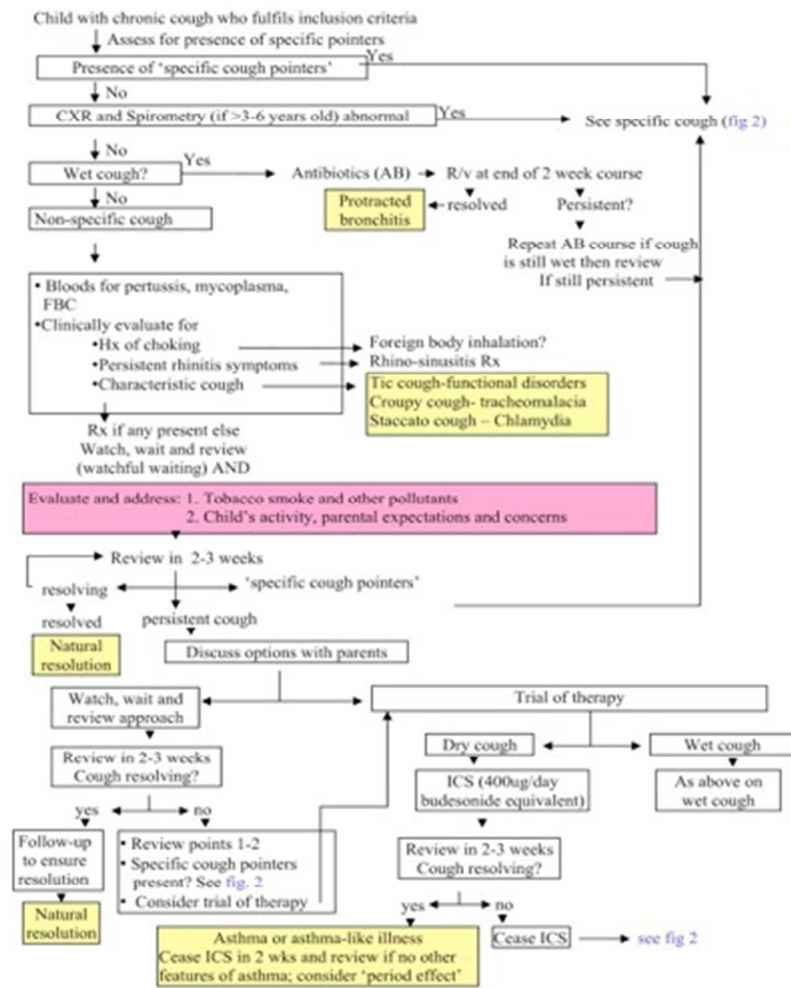 Child with chronic cough who fulfils inclusion criteria
Assess for presence of specific pointers
Presence of 'specific cough pointers'
Yes
No
CXR and Spirometry (if >3-6 years old) abnormal
Yes
See specific cough (fig 2)
No
Wet cough?
Yes
Antibiotics (AB)
R/v at end of 2 week course
No
Non-specific cough
Protracted
bronchitis
resolved
Persistent?
Repeat AB course if cough
is still wet then review
If still persistent
• Bloods for pertussis, mycoplasma,
FBC
•Clinically evaluate for
•Hx of choking
•Persistent rhinitis symptoms
•Characteristic cough
Foreign body inhalation?
Rhino-sinusitis Rx
Tic cough-functional disorders
Croupy cough- tracheomalacia
Staccato cough – Chlamydia
Rx if any present else
Watch, wait and review
(watchful waiting) AND
Evaluate and address: 1. Tobacco smoke and other pollutants
2. Child's activity, parental expectations and concerns
Review in 2-3 weeks
resolving
'specific cough pointers'
resolved
persistent cough
Natural
resolution
Discuss options with parents
Watch, wait and
review approach
Trial of therapy
Review in 2-3 weeks
Cough resolving?
Dry cough
Wet cough
ICS (400ug/day
budesonide equivalent)
As above on
wet cough
yes
no
Follow-up
to ensure
resolution
• Review points 1-2
• Specific cough pointers
present? See fig. 2
• Consider trial of therapy
Review in 2-3 weeks
Cough resolving?
Natural
resolution
yes
no
Asthma or asthma-like illness
Cease ICS in 2 wks and review if no other
features of asthma; consider 'period effect'
Cease ICS
see fig 2